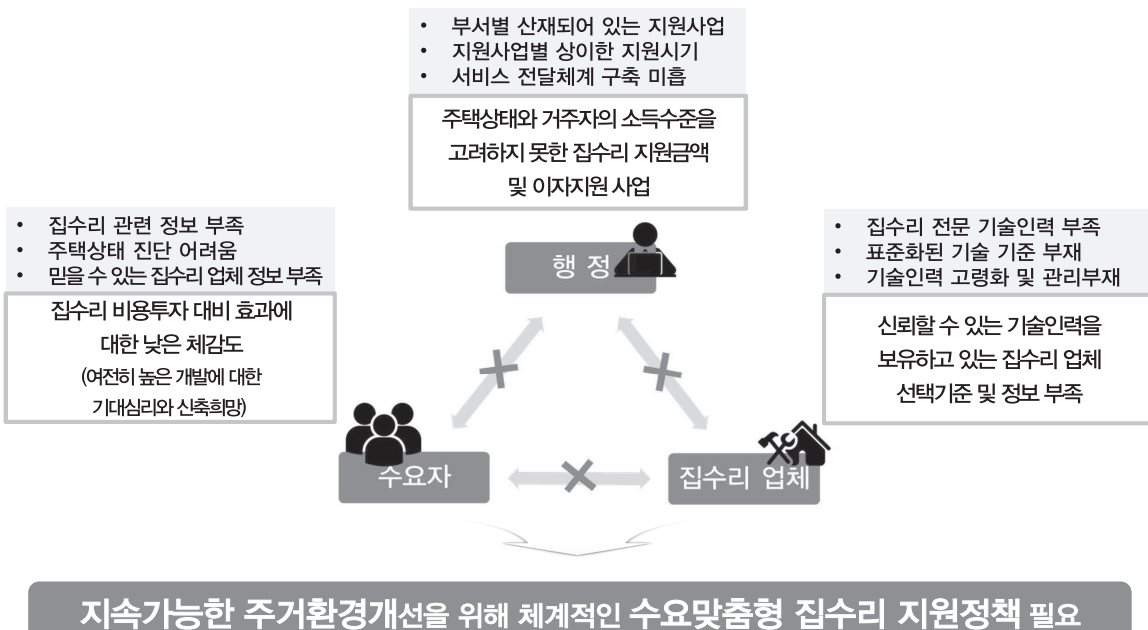 • 부서별 산재되어 있는 지원사업
• 지원사업별 상이한 지원시기
• 서비스 전달체계 구축 미흡
주택상태와 거주자의 소득수준을
고려하지 못한 집수리 지원금액
및 이자지원 사업
• 집수리 관련 정보 부족
• 주택상태 진단 어려움
• 믿을 수 있는 집수리 업체 정보 부족
집수리 비용투자 대비 효과에
대한 낮은 체감도
(여전히 높은 개발에 대한
기대심리와 신축희망)
• 집수리 전문 기술인력 부족
• 표준화된 기술 기준 부재
• 기술인력 고령화 및 관리부재
신뢰할 수 있는 기술인력을
보유하고 있는 집수리 업체
선택기준 및 정보 부족
행 정
수요자
집수리 업체
지속가능한 주거환경개선을 위해 체계적인 수요맞춤형 집수리 지원정책 필요